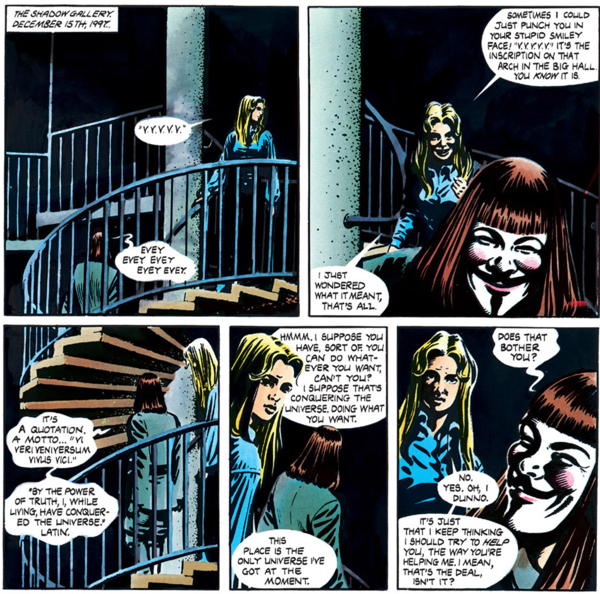 THE SHADOW GALLERY.
DECEMBER 15TH, 1997.
"V.V.V.V.V."
EVEY
EVEY EVEY
EVEY EVEY.
SOMETIMES I COULD
JUST PUNCH YOU IN
YOUR STUPID SMILEY
FACE! "V.V.V.V.V." IT'S THE
INSCRIPTION ON THAT
ARCH IN THE BIG HALL.
YOU KNOW IT IS.
I JUST
WONDERED
WHAT IT MEANT,
THAT'S ALL.
IT'S
A QUOTATION,
A MOTTO... "VI
VERI VENIVERSUM
VIVUS VICI."
"BY THE POWER
OF TRUTH, I, WHILE
LIVING, HAVE CONQUER-
ED THE UNIVERSE."
LATIN.
HMMM. I SUPPOSE YOU
HAVE, SORT OF. YOU
CAN DO WHAT-
EVER YOU WANT,
CAN'T YOU?
I SUPPOSE THAT'S
CONQUERING THE
UNIVERSE. DOING WHAT
YOU WANT.
THIS
PLACE IS THE
ONLY UNIVERSE I'VE
GOT AT THE
MOMENT.
DOES THAT
BOTHER
YOU?
NO.
YES. OH, I
DUNNO.
IT'S JUST
THAT I KEEP THINKING
I SHOULD TRY TO HELP
YOU, THE WAY YOU'RE
HELPING ME. I MEAN,
THAT'S THE DEAL,
ISN'T IT?